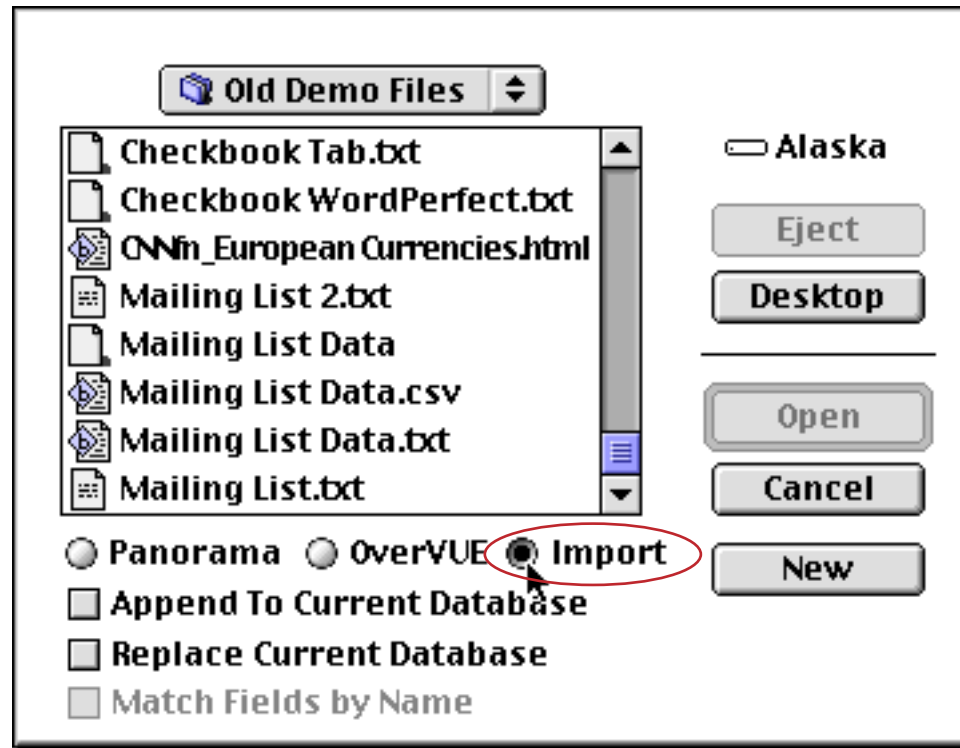 Old Demo Files
Checkbook Tab.txt
Checkbook WordPerfect.txt
CNNfn_European Currencies.html
Mailing List 2.txt
Mailing List Data
Mailing List Data.csv
Mailing List Data.txt
Mailing List.txt
Alaska
Eject
Desktop
Open
Cancel
New
Panorama OverVUE Import
Append To Current Database
Replace Current Database
Match Fields by Name